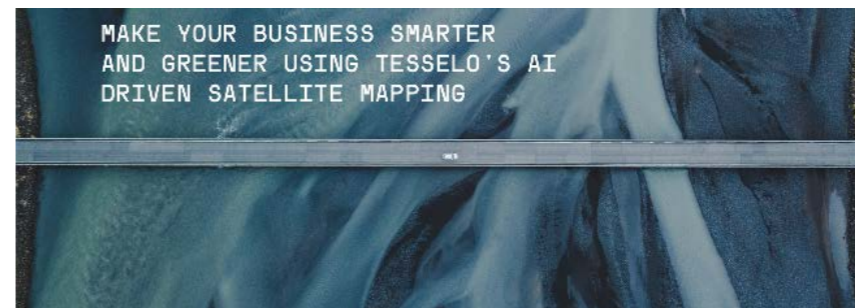 MAKE YOUR BUSINESS SMARTER
AND GREENER USING TESSELO'S AI
DRIVEN SATELLITE MAPPING